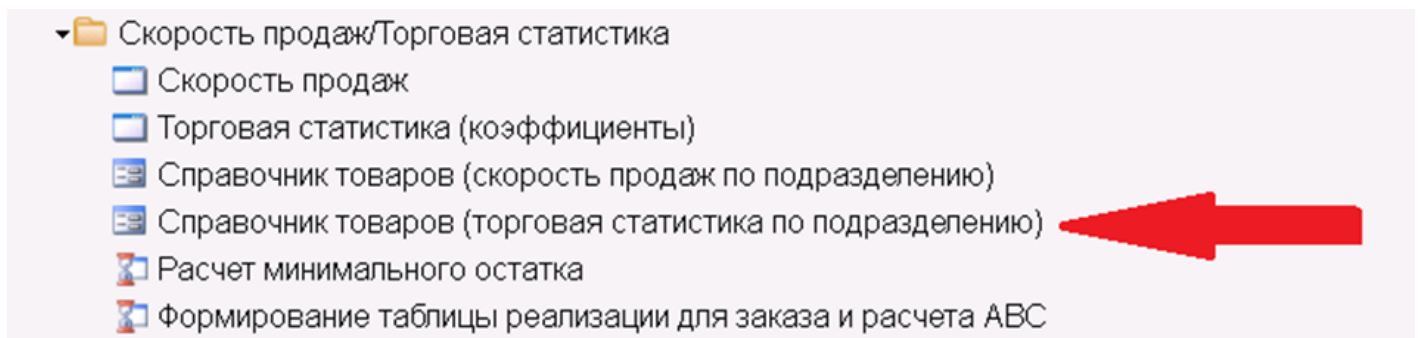 Скорость продаж/Торговая статистика
Скорость продаж
Торговая статистика (коэффициенты)
Справочник товаров (скорость продаж по подразделению)
Справочник товаров (торговая статистика по подразделению)
Расчет минимального остатка
Формирование таблицы реализации для заказа и расчета ABC